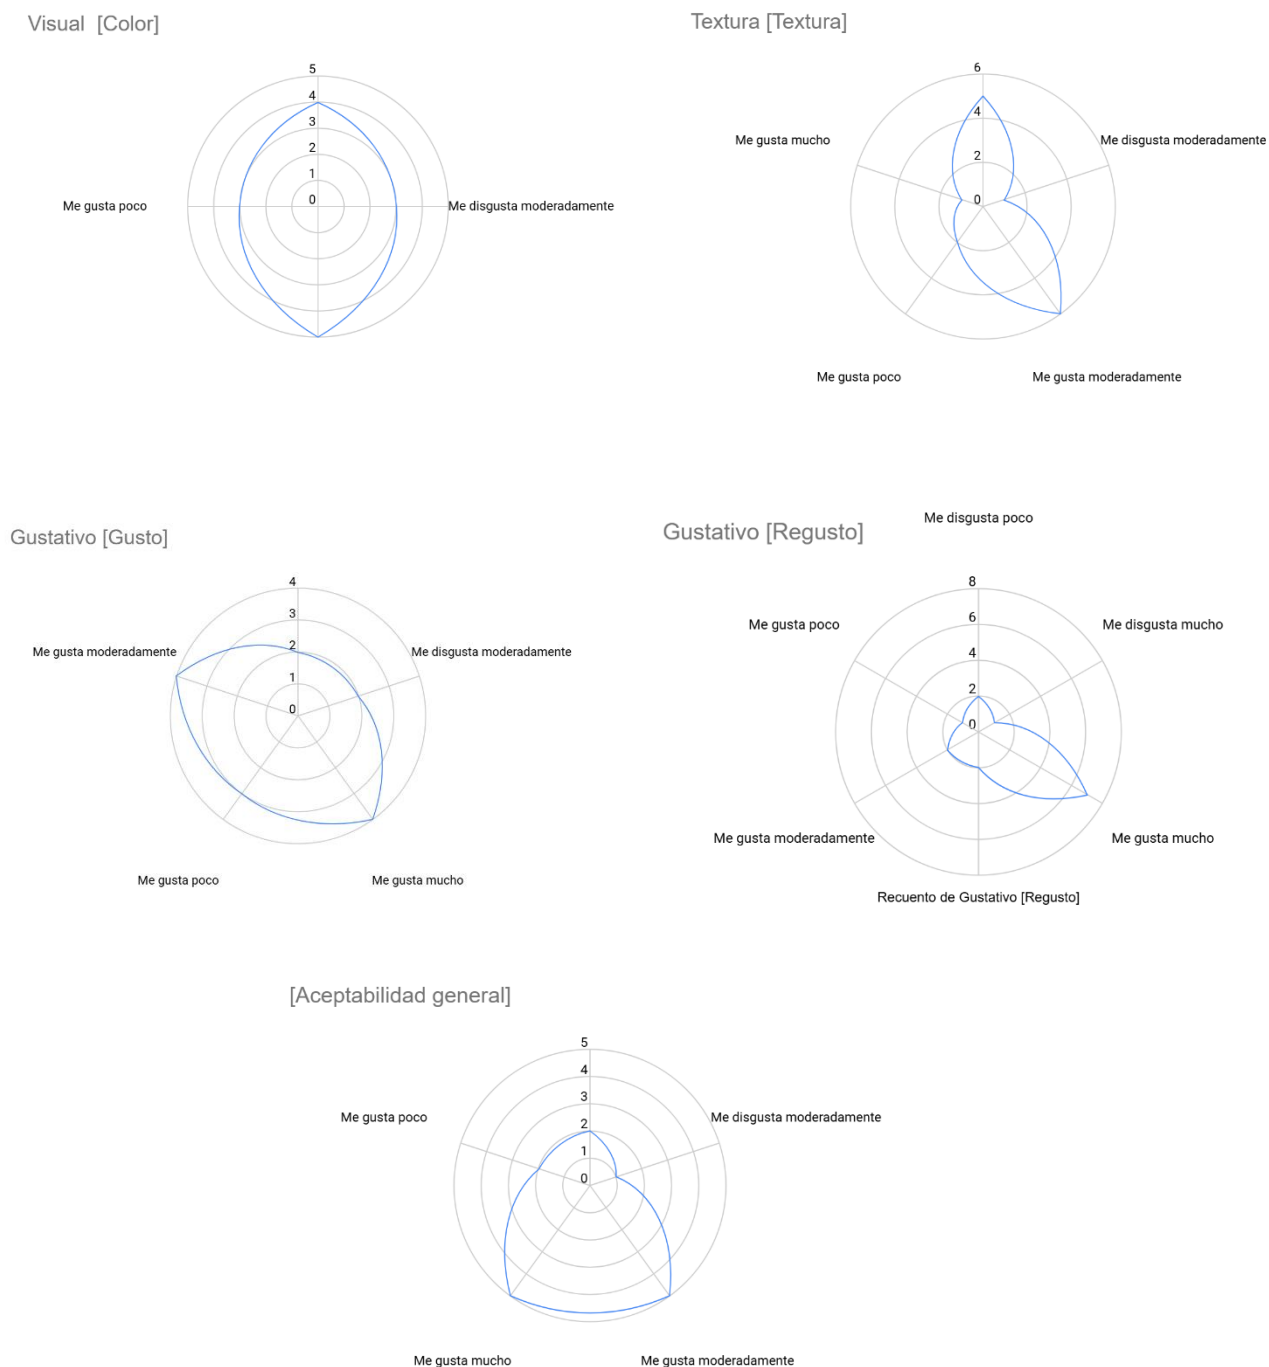 Visual [Color]
5
4
3
2
1
0
Me gusta poco
Me disgusta moderadamente
Textura [Textura]
6
4
2
0
Me gusta mucho
Me disgusta moderadamente
Me gusta poco
Me gusta moderadamente
Gustativo [Gusto]
4
3
2
1
0
Me gusta moderadamente
Me disgusta moderadamente
Me gusta poco
Me gusta mucho
Gustativo [Regusto]
Me disgusta poco
8
6
4
2
0
Me gusta poco
Me disgusta mucho
Me gusta moderadamente
Me gusta mucho
Recuento de Gustativo [Regusto]
[Aceptabilidad general]
5
4
3
2
1
0
Me gusta poco
Me disgusta moderadamente
Me gusta mucho
Me gusta moderadamente